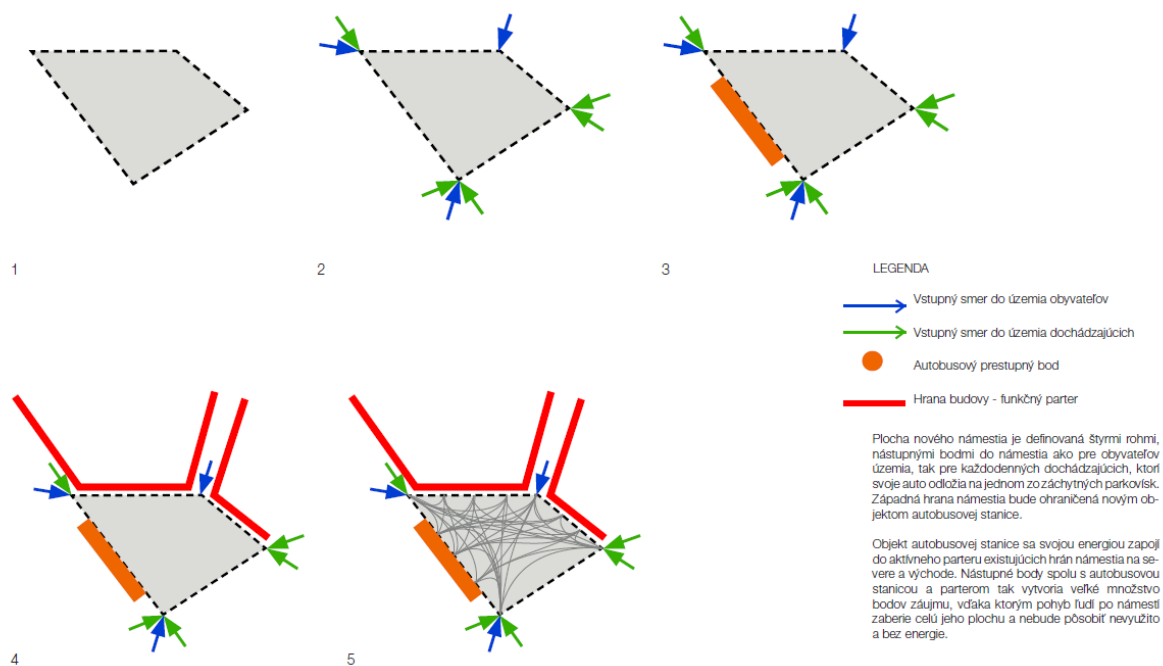 1
2
3
LEGENDA
Vstupný smer do územia obyvateľov
Vstupný smer do územia dochádzajúcich
Autobusový prestupný bod
Hrana budovy - funkčný parter
Plocha nového námestia je definovaná štyrmi rohmi,
nástupnými bodmi do námestia ako pre obyvateľov
územia, tak pre každodenných dochádzajúcich, ktorí
svoje auto odložia na jednom zo záchytných parkovísk.
Západná hrana námestia bude ohraničená novým ob-
jektom autobusovej stanice.
Objekt autobusovej stanice sa svojou energiou zapojí
do aktívneho parteru existujúcich hrán námestia na se-
vere a východe. Nástupné body spolu s autobusovou
stanicou a parterom tak vytvoria veľké množstvo
bodov záujmu, vďaka ktorým pohyb ľudí po námestí
zaberie celú jeho plochu a nebude pôsobiť nevyužito
a bez energie.
4
5